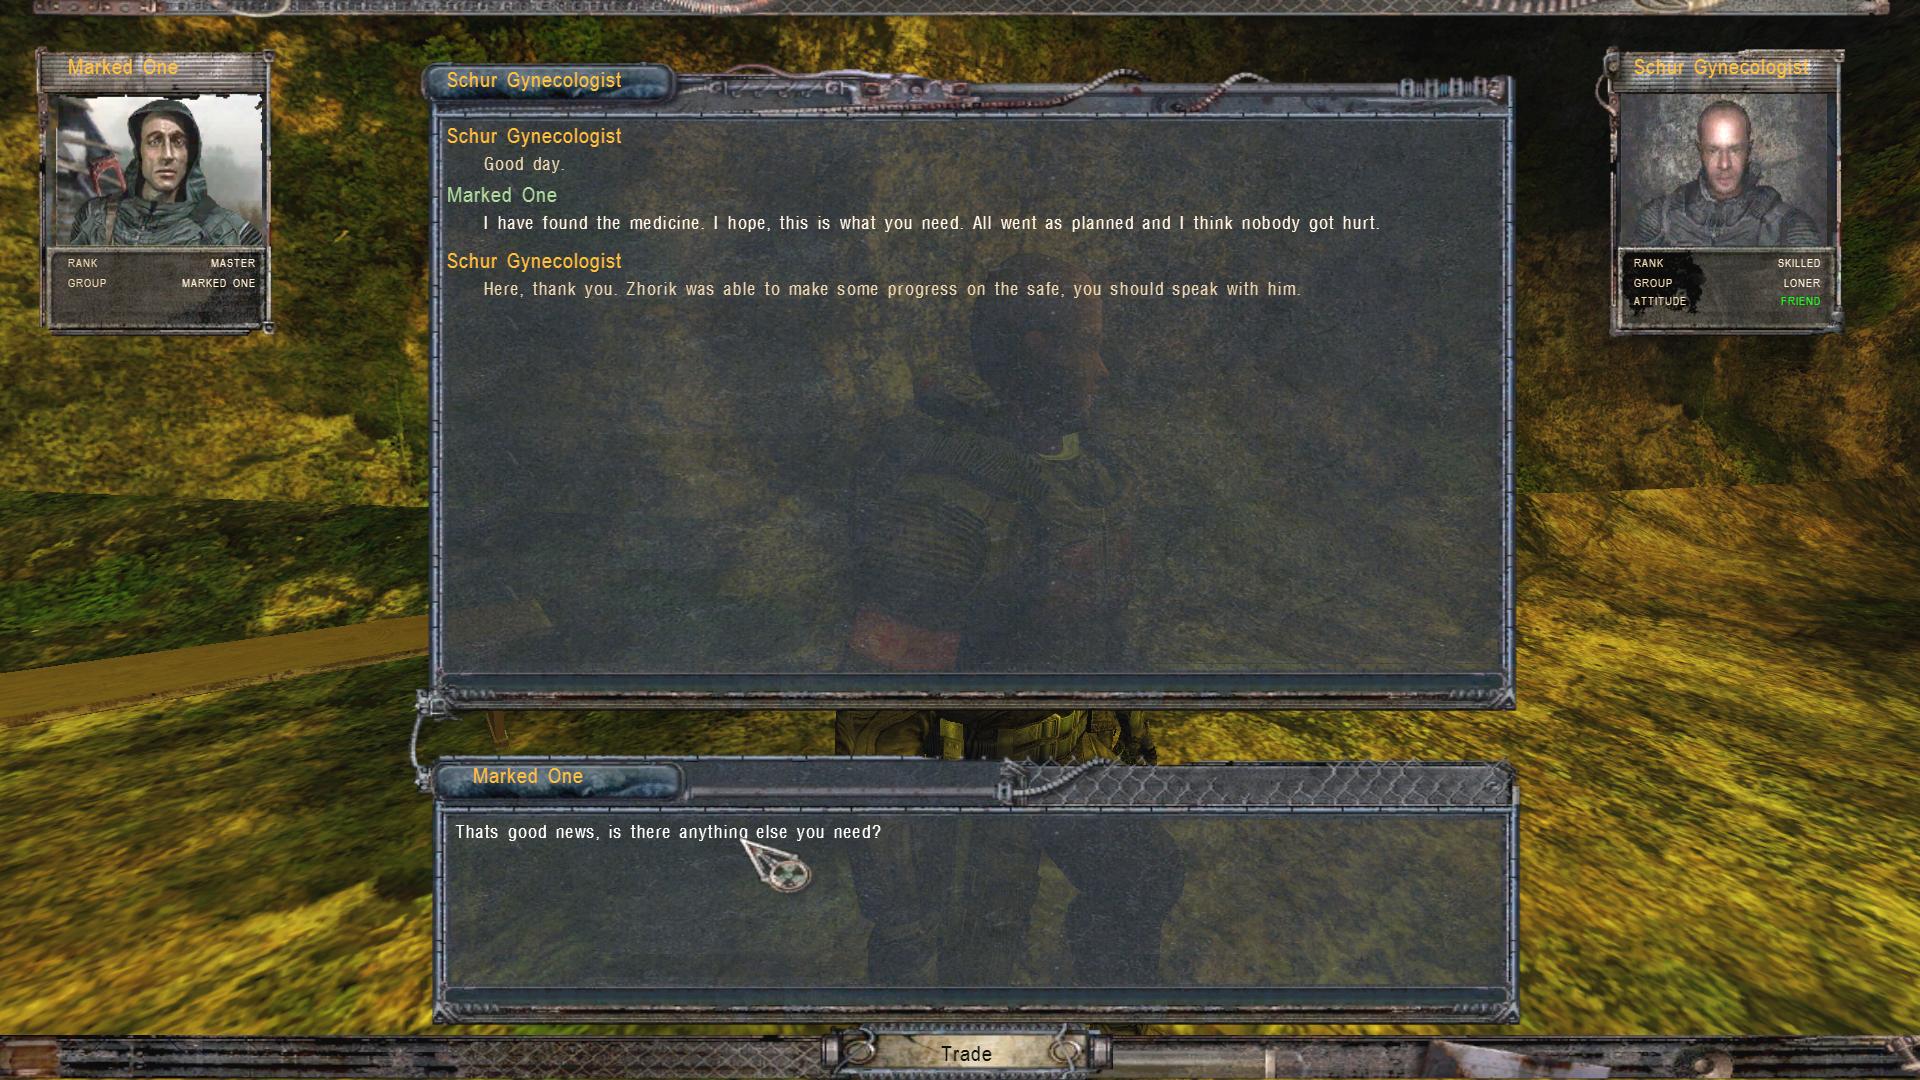 Marked One
RANK MASTER
GROUP MARKED ONE
Schur Gynecologist
Schur Gynecologist
Good day.
Marked One
I have found the medicine. I hope, this is what you need. All went as planned and I think nobody got hurt.
Schur Gynecologist
Here, thank you. Zhorik was able to make some progress on the safe, you should speak with him.
Schur Gynecologist
RANK SKILLED
GROUP LONER
ATTITUDE FRIEND
Marked One
Thats good news, is there anything else you need?
Trade